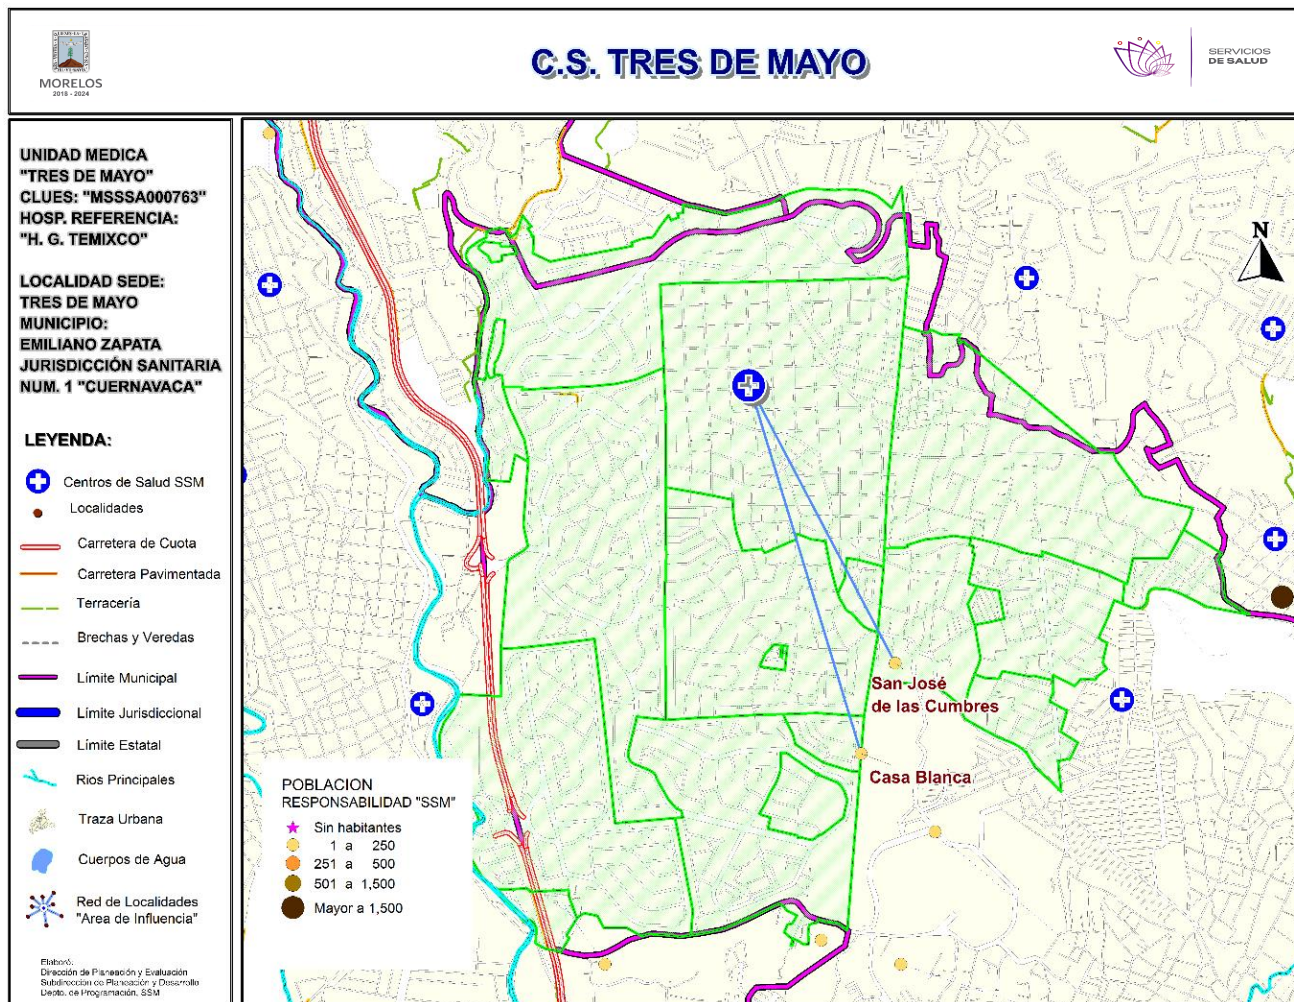 MORELOS
2018 - 2024
C.S. TRES DE MAYO
SERVICIOS
DE SALUD
UNIDAD MEDICA
"TRES DE MAYO"
CLUES: "MSSSA000763"
HOSP. REFERENCIA:
"H. G. TEMIXCO"
LOCALIDAD SEDE:
TRES DE MAYO
MUNICIPIO:
EMILIANO ZAPATA
JURISDICCIÓN SANITARIA
NUM. 1 "CUERNAVACA"
LEYENDA:
Centros de Salud SSM
Localidades
Carretera de Cuota
Carretera Pavimentada
Terracería
Brechas y Veredas
Límite Municipal
Límite Jurisdiccional
Límite Estatal
Rios Principales
Traza Urbana
Cuerpos de Agua
Red de Localidades
"Area de Influencia"
Elaboró:
Dirección de Planeación y Evaluación
Subdirección de Planeación y Desarrollo
Depto. de Programación. SSM
N
San José
de las Cumbres
Casa Blanca
POBLACION
RESPONSABILIDAD "SSM"
Sin habitantes
1 a 250
251 a 500
501 a 1,500
Mayor a 1,500